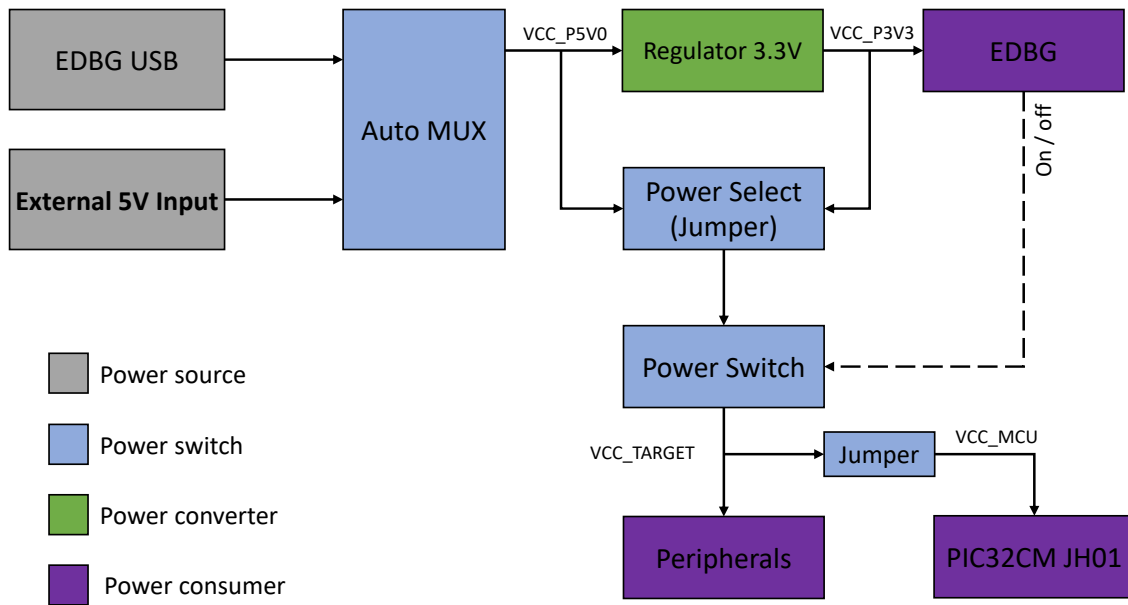 EDBG USB
External 5V Input
Auto MUX
VCC_P5V0
Regulator 3.3V
VCC_P3V3
EDBG
On / off
Power Select
(Jumper)
Power Switch
VCC_TARGET
Jumper
VCC_MCU
Peripherals
PIC32CM JH01
Power source
Power switch
Power converter
Power consumer